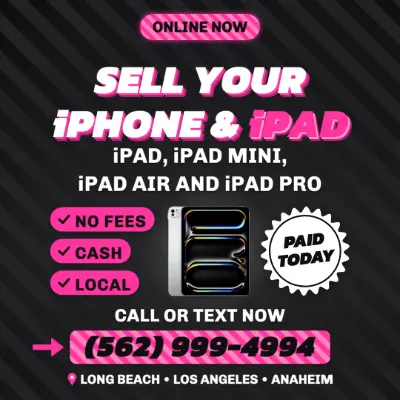 ONLINE NOW
SELL YOUR
iPHONE & iPAD
iPAD, iPAD MINI,
iPAD AIR AND iPAD PRO
NO FEES
CASH
LOCAL
PAID
TODAY
CALL OR TEXT NOW
(562) 999-4994
LONG BEACH • LOS ANGELES • ANAHEIM